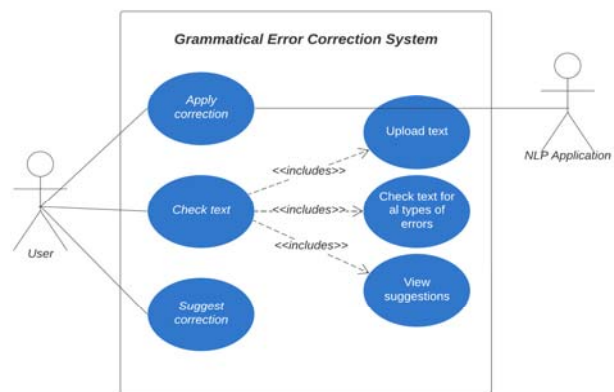 Grammatical Error Correction System
Apply
correction
Upload text
NLP Application
<<includes>>
Check text
<<includes>>
Check text for
al types of
errors
User
<<includes>>
View
suggestions
Suggest
correction